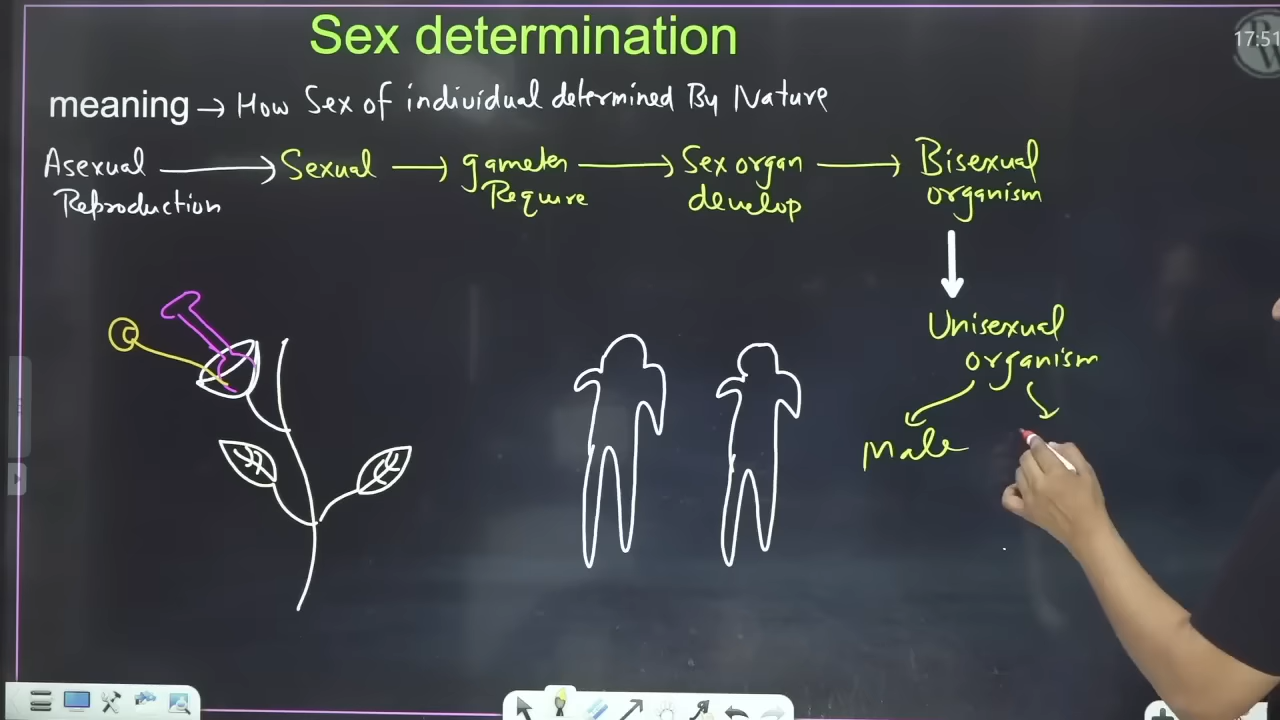 Sex determination
17:51
meaning → How Sex of individual determined By Nature
Asexual → Sexual → gametes → Sex organ → Bisexual
Reproduction Require develop organism
Unisexual
organism
Male